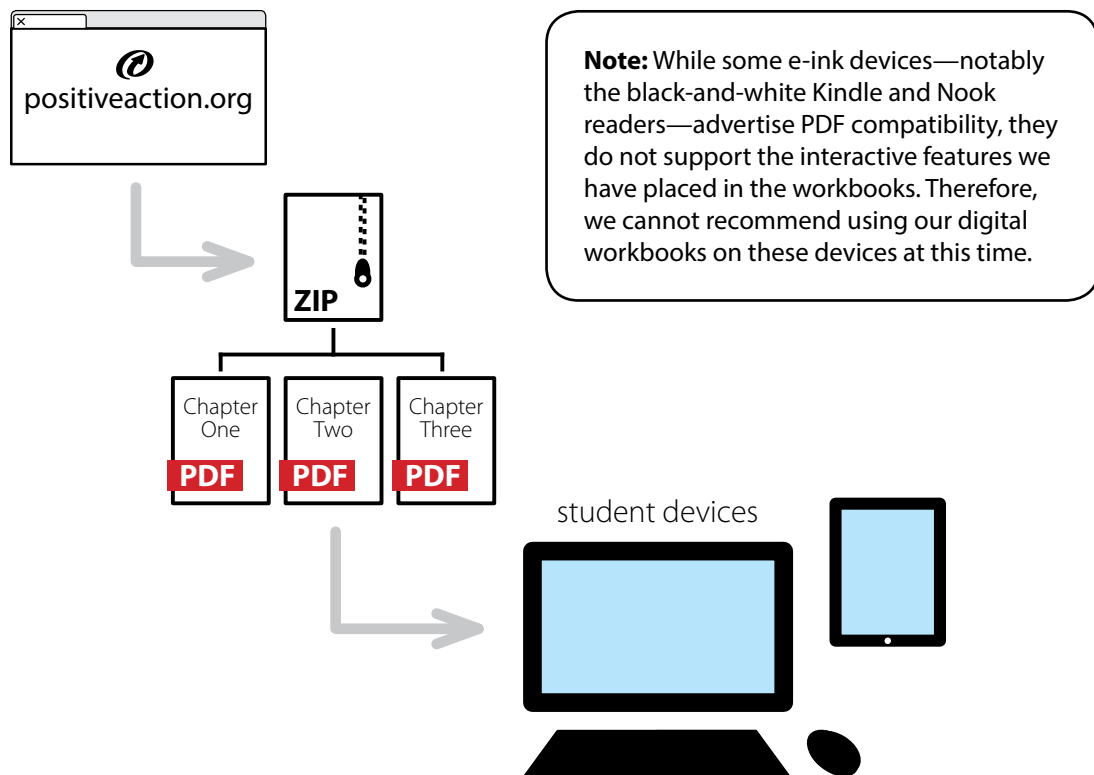 positiveaction.org
Note: While some e-ink devices—notably
the black-and-white Kindle and Nook
readers—advertise PDF compatibility, they
do not support the interactive features we
have placed in the workbooks. Therefore,
we cannot recommend using our digital
workbooks on these devices at this time.
ZIP
Chapter
One
PDF
Chapter
Two
PDF
Chapter
Three
PDF
student devices